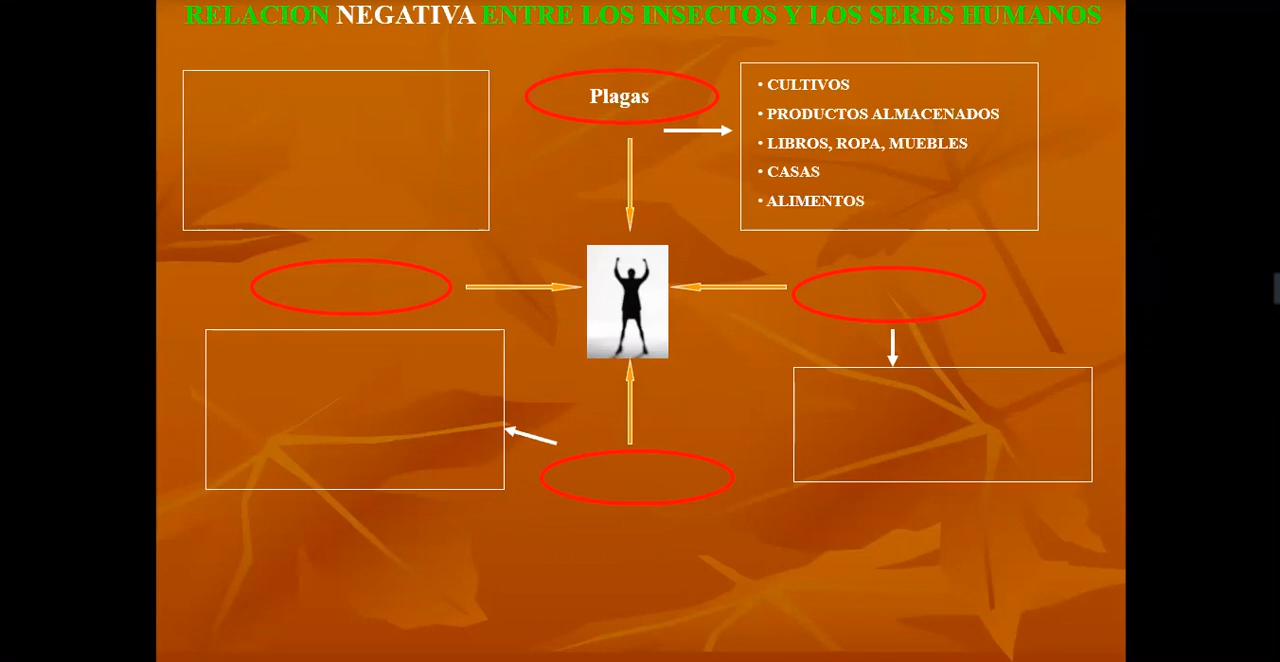 RELACION NEGATIVA ENTRE LOS INSECTOS Y LOS SERES HUMANOS
Plagas
• CULTIVOS
• PRODUCTOS ALMACENADOS
• LIBROS, ROPA, MUEBLES
• CASAS
• ALIMENTOS